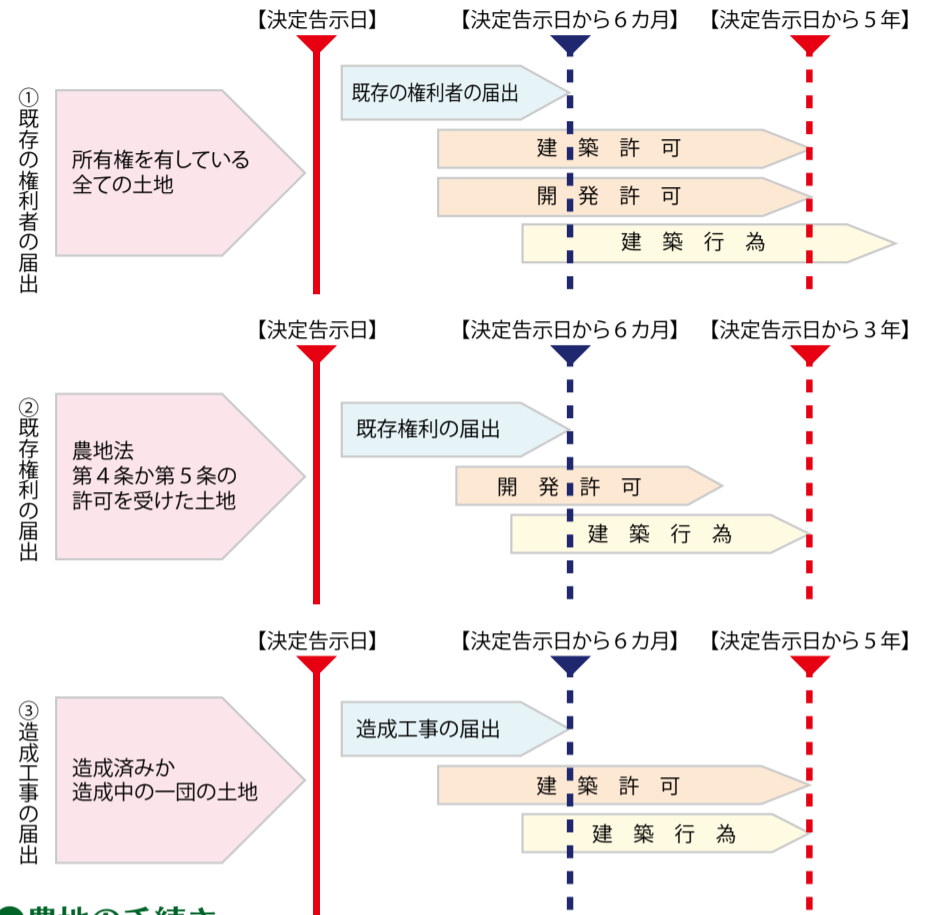 【決定告示日】
【決定告示日から6カ月】
【決定告示日から5年】
①既存の権利者の届出
所有権を有している
全ての土地
既存の権利者の届出
建築許可
開発許可
建築行為
【決定告示日】
【決定告示日から6カ月】
【決定告示日から3年】
②既存権利の届出
農地法
第4条か第5条の
許可を受けた土地
既存権利の届出
開発許可
建築行為
【決定告示日】
【決定告示日から6カ月】
【決定告示日から5年】
③造成工事の届出
造成済みか
造成中の一団の土地
造成工事の届出
建築許可
建築行為
●農地の手続き